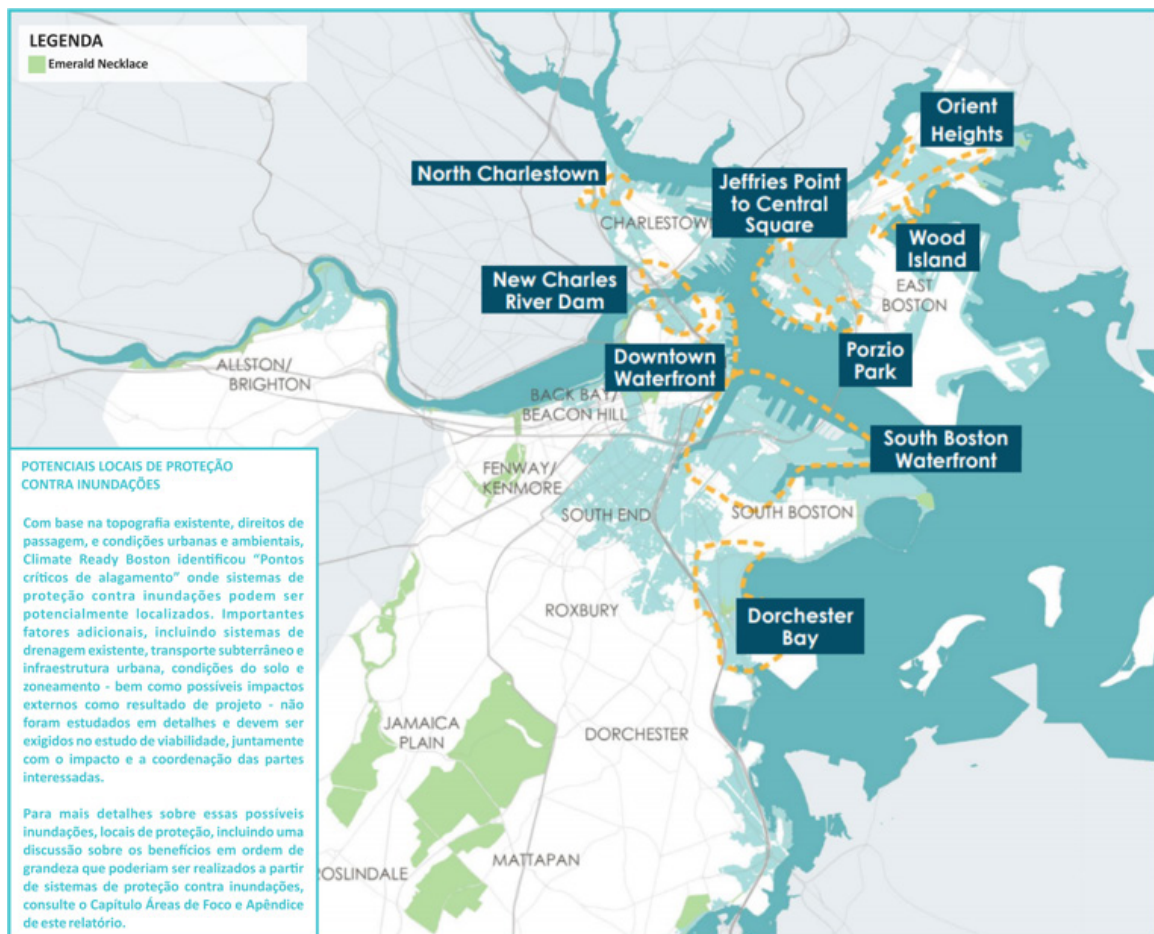 LEGENDA
Emerald Necklace
Orient
Heights
North Charlestown
Jeffries Point
to Central
Square
CHARLESTOW
Wood
Island
New Charles
River Dam
EAST
BOSTON
Downtown
Waterfront
Porzio
Park
ALLSTON/
BRIGHTON
BACK BAY/
BEACON HILL
South Boston
Waterfront
FENWAY/
KENMORE
SOUTH END
SOUTH BOSTON
ROXBURY
Dorchester
Bay
JAMAICA
PLAIN
DORCHESTER
MATTAPAN
ROSLINDALE
POTENCIAIS LOCAIS DE PROTEÇÃO
CONTRA INUNDAÇÕES
Com base na topografia existente, direitos de
passagem, e condições urbanas e ambientais,
Climate Ready Boston identificou “Pontos
críticos de alagamento” onde sistemas de
proteção contra inundações podem ser
potencialmente localizados. Importantes
fatores adicionais, incluindo sistemas de
drenagem existente, transporte subterrâneo e
infraestrutura urbana, condições do solo e
zoneamento - bem como possíveis impactos
externos como resultado de projeto - não
foram estudados em detalhes e devem ser
exigidos no estudo de viabilidade, juntamente
com o impacto e a coordenação das partes
interessadas.
Para mais detalhes sobre essas possíveis
inundações, locais de proteção, incluindo uma
discussão sobre os benefícios em ordem de
grandeza que poderiam ser realizados a partir
de sistemas de proteção contra inundações,
consulte o Capítulo Áreas de Foco e Apêndice
de este relatório.